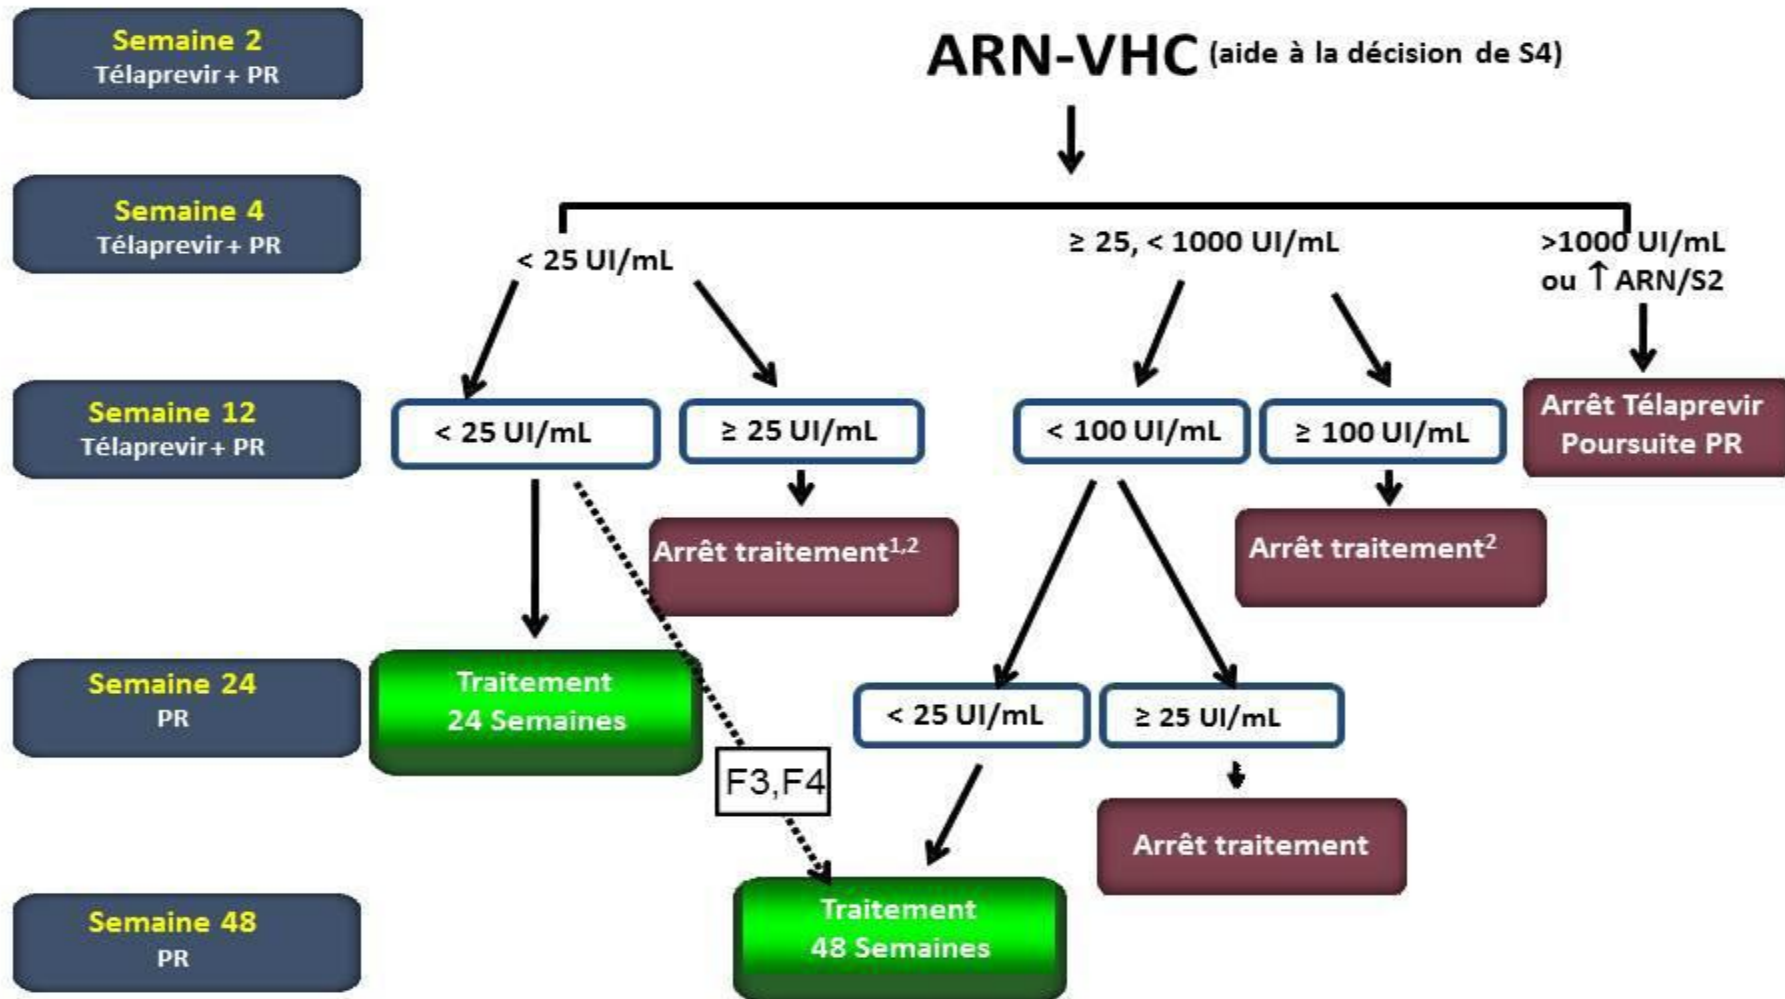 Semaine 2
Télaprevir + PR
ARN-VHC (aide à la décision de S4)
Semaine 4
Télaprevir + PR
< 25 UI/mL
≥ 25, < 1000 UI/mL
>1000 UI/mL
ou ↑ ARN/S2
Semaine 12
Télaprevir + PR
< 25 UI/mL
≥ 25 UI/mL
< 100 UI/mL
≥ 100 UI/mL
Arrêt Télaprevir
Poursuite PR
Arrêt traitement¹,²
Arrêt traitement²
Semaine 24
PR
Traitement
24 Semaines
< 25 UI/mL
≥ 25 UI/mL
F3,F4
Arrêt traitement
Semaine 48
PR
Traitement
48 Semaines